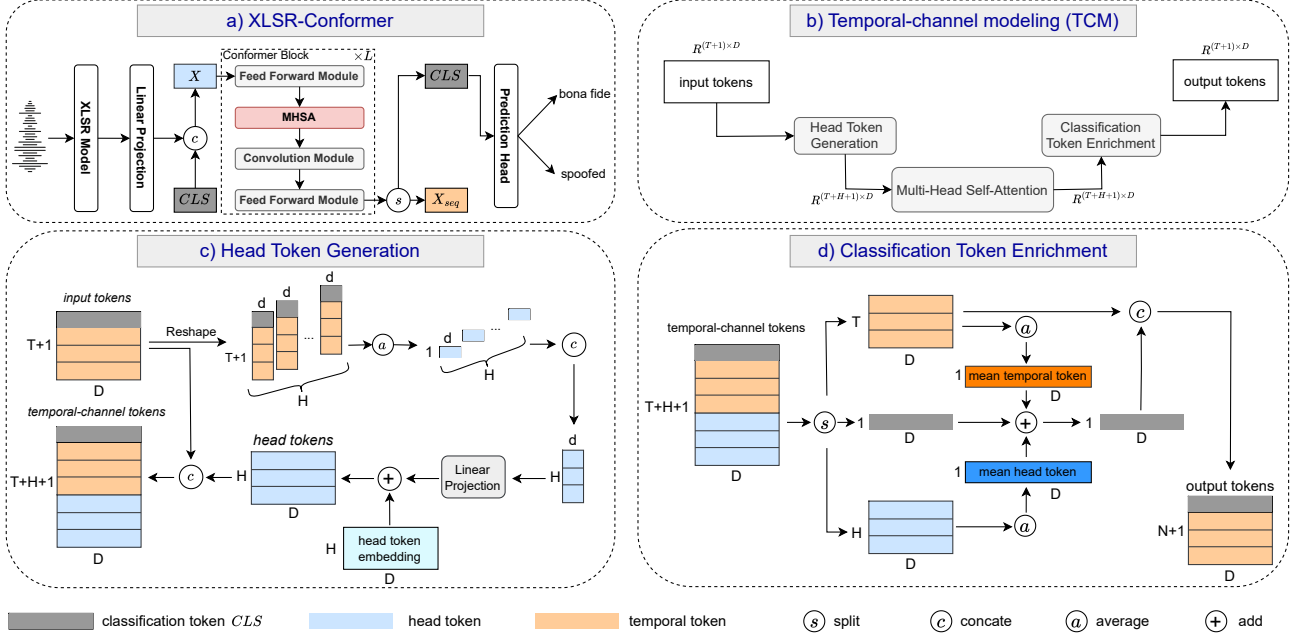 a) XLSR-Conformer
Conformer Block
×L
XLSR Model
Linear Projection
X
c
CLS
Feed Forward Module
MHSA
Convolution Module
Feed Forward Module
s
CLS
X_seq
Prediction Head
bona fide
spoofed
b) Temporal-channel modeling (TCM)
R^(T+1)×D
input tokens
Head Token
Generation
R^(T+H+1)×D
Multi-Head Self-Attention
R^(T+H+1)×D
Classification
Token Enrichment
R^(T+1)×D
output tokens
c) Head Token Generation
input tokens
T+1
D
Reshape
d
d
d
...
T+1
H
a
d
...
1
H
c
d
H
Linear
Projection
+
head token
embedding
H
D
head tokens
H
D
c
temporal-channel tokens
T+H+1
D
d) Classification Token Enrichment
temporal-channel tokens
T+H+1
D
s
T
D
a
1
mean temporal token
D
1
D
+
1
D
c
1
mean head token
D
H
D
a
output tokens
N+1
D
classification token CLS
head token
temporal token
s
split
c
concate
a
average
+
add